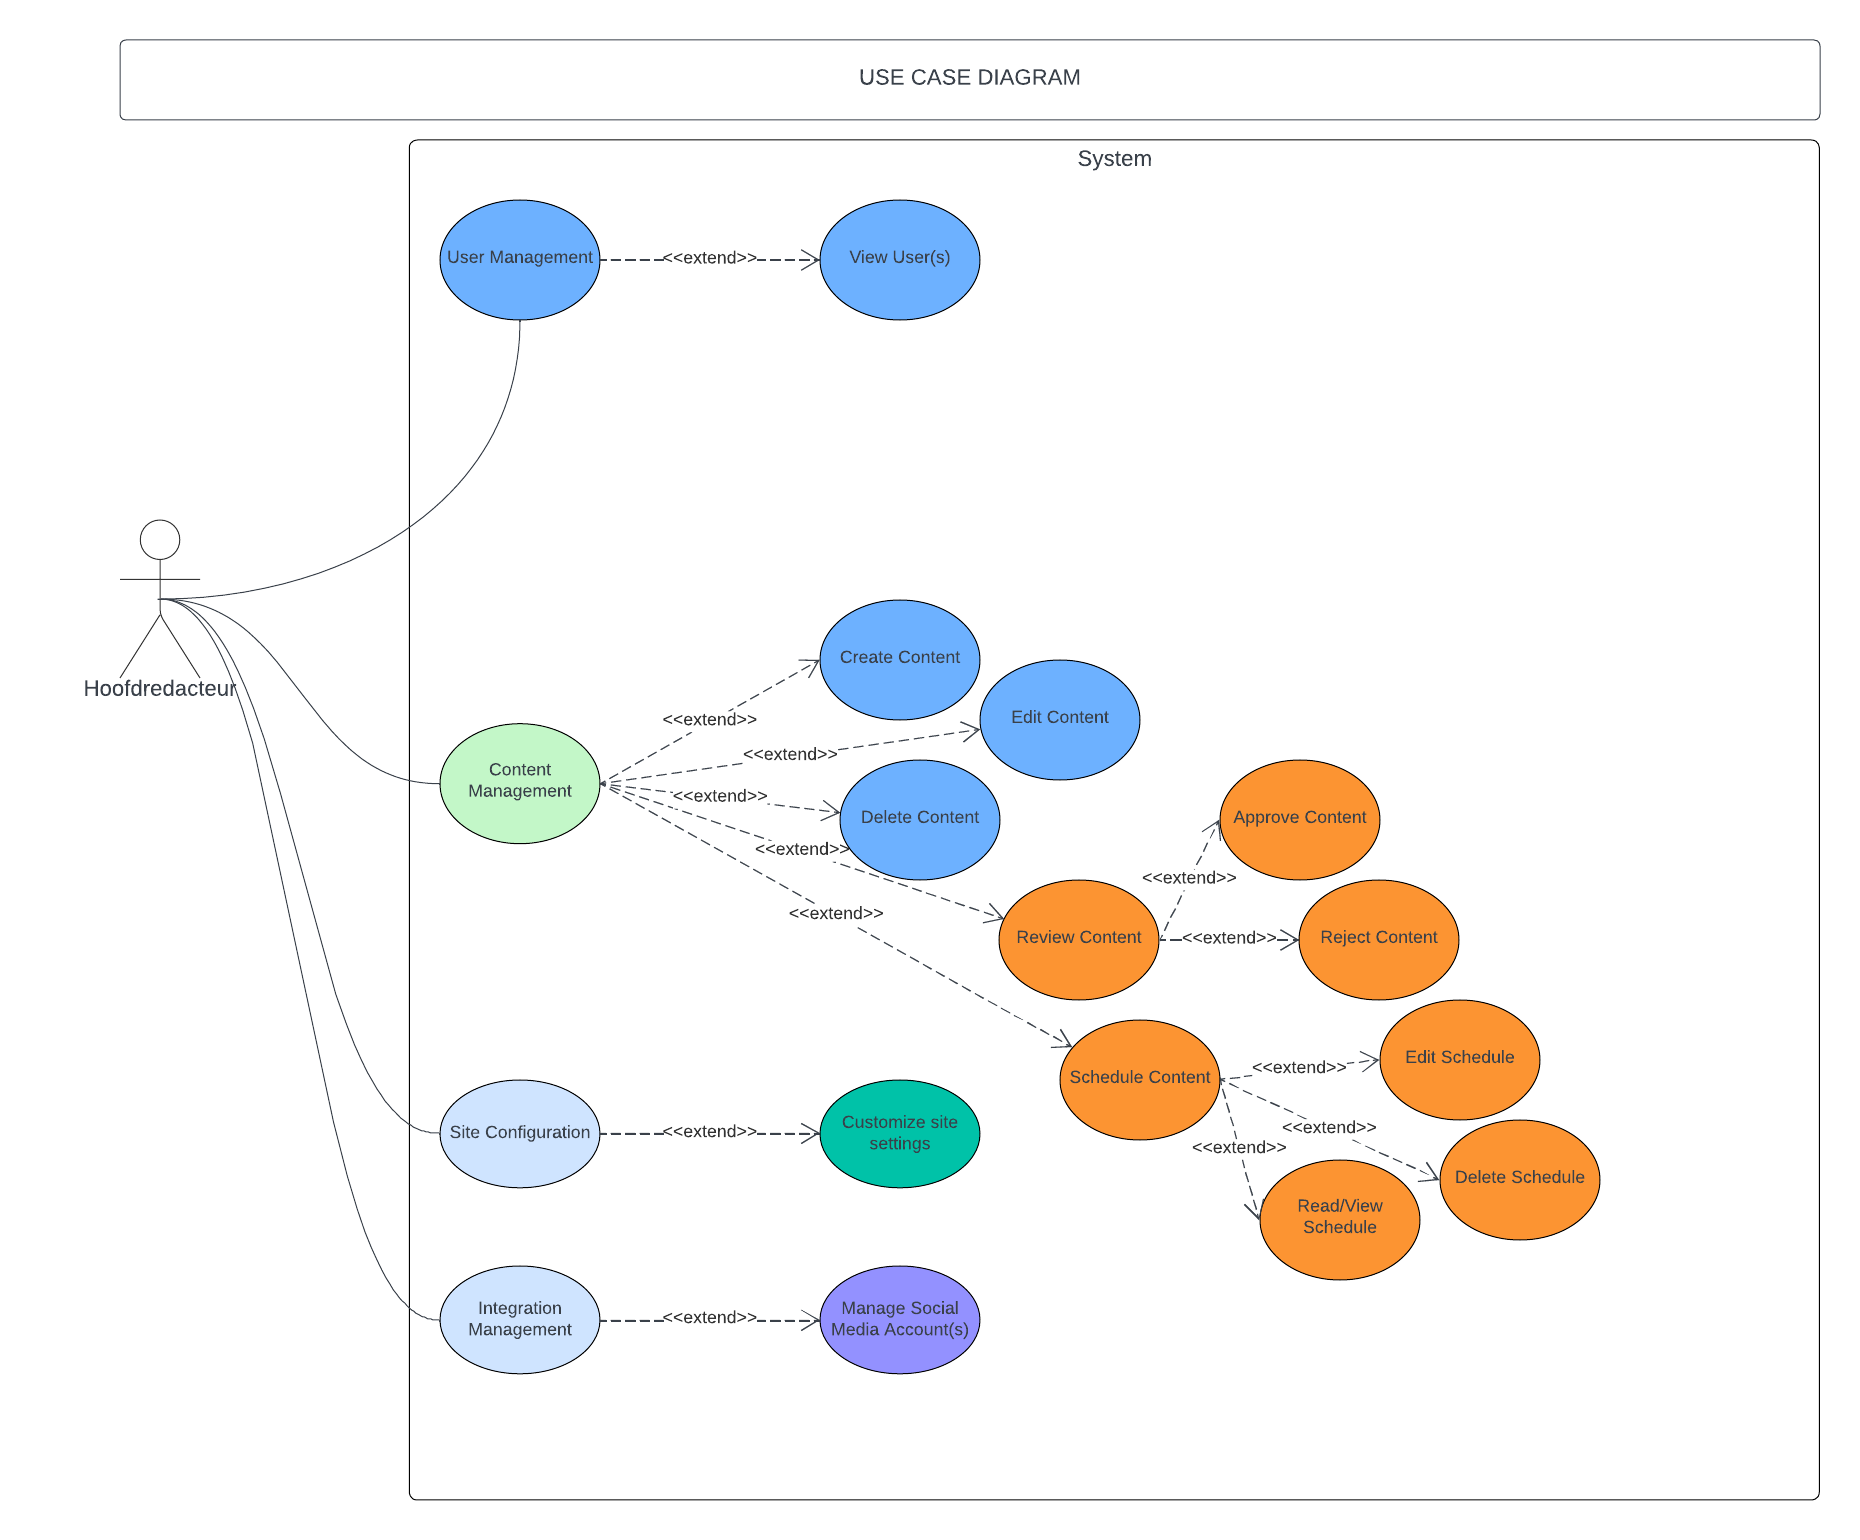 USE CASE DIAGRAM
System
User Management
<<extend>>
View User(s)
Hoofdredacteur
Create Content
<<extend>>
Edit Content
<<extend>>
Content
Management
<<extend>>
Delete Content
<<extend>>
Approve Content
<<extend>>
<<extend>>
Review Content
<<extend>>
Reject Content
Schedule Content
<<extend>>
Edit Schedule
<<extend>>
<<extend>>
Delete Schedule
Read/View
Schedule
Site Configuration
<<extend>>
Customize site
settings
Integration
Management
<<extend>>
Manage Social
Media Account(s)